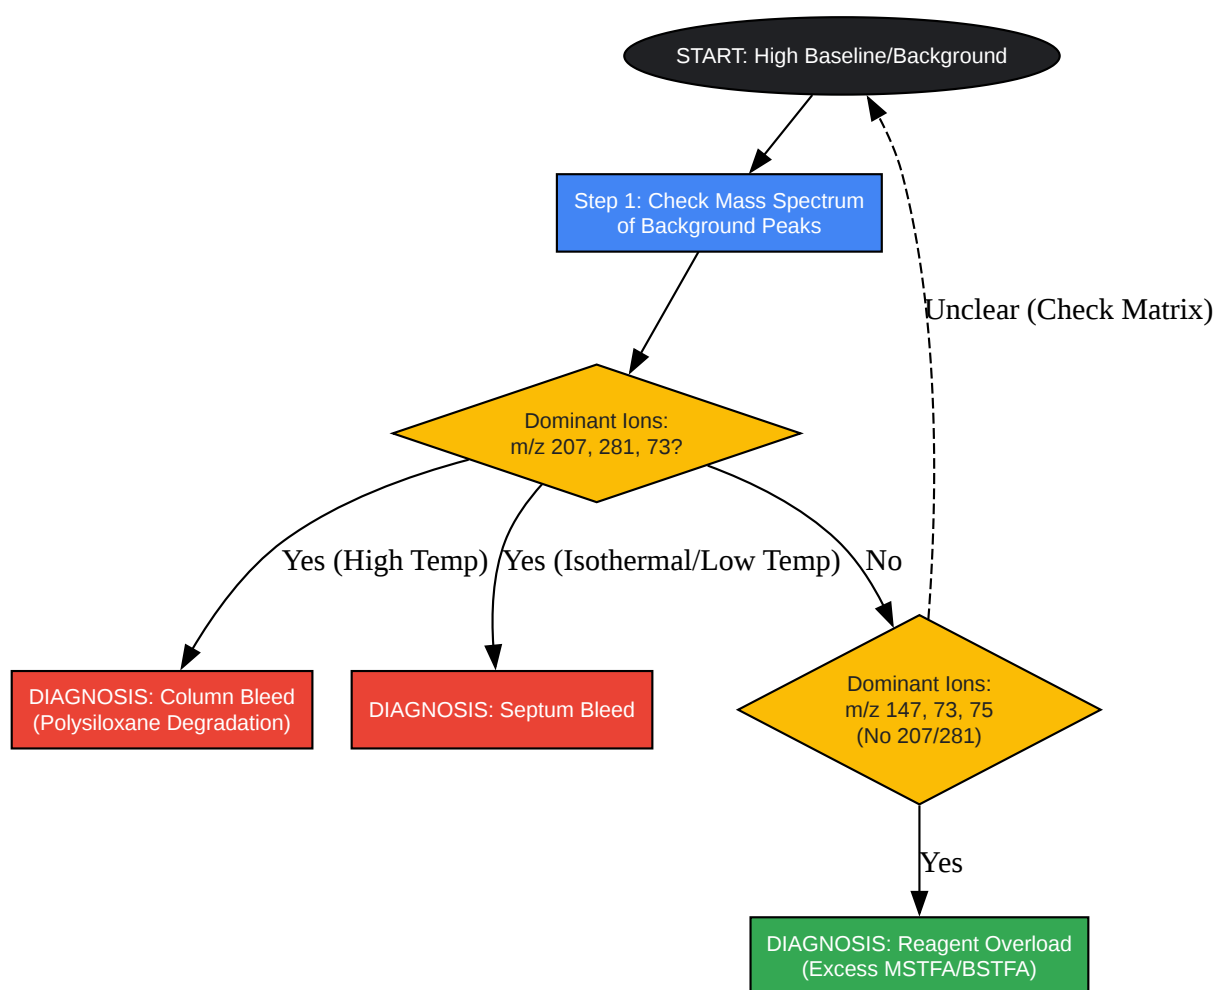 START: High Baseline/Background
Step 1: Check Mass Spectrum
of Background Peaks
Unclear (Check Matrix)
Dominant Ions:
m/z 207, 281, 73?
Yes (High Temp)
Yes (Isothermal/Low Temp)
No
DIAGNOSIS: Column Bleed
(Polysiloxane Degradation)
DIAGNOSIS: Septum Bleed
Dominant Ions:
m/z 147, 73, 75
(No 207/281)
Yes
DIAGNOSIS: Reagent Overload
(Excess MSTFA/BSTFA)